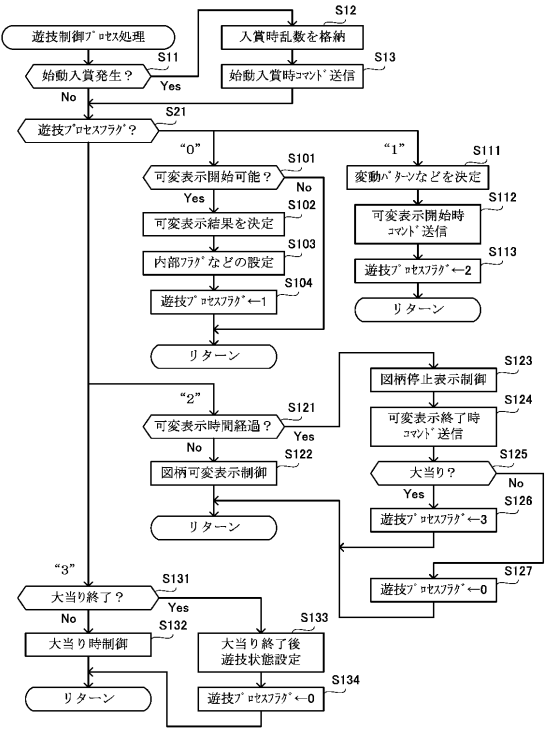 遊技制御ﾌﾟﾛｾｽ処理
S11
始動入賞発生？
Yes
No
S12
入賞時乱数を格納
S13
始動入賞時ｺﾏﾝﾄﾞ送信
S21
遊技ﾌﾟﾛｾｽﾌﾗｸﾞ？
“0”
S101
可変表示開始可能？
No
Yes
S102
可変表示結果を決定
S103
内部ﾌﾗｸﾞなどの設定
S104
遊技ﾌﾟﾛｾｽﾌﾗｸﾞ←1
リターン
“1”
S111
変動ﾊﾟﾀｰﾝなどを決定
S112
可変表示開始時
ｺﾏﾝﾄﾞ送信
S113
遊技ﾌﾟﾛｾｽﾌﾗｸﾞ←2
リターン
“2”
S121
可変表示時間経過？
Yes
No
S122
図柄可変表示制御
リターン
S123
図柄停止表示制御
S124
可変表示終了時
ｺﾏﾝﾄﾞ送信
S125
大当り？
No
Yes
S126
遊技ﾌﾟﾛｾｽﾌﾗｸﾞ←3
S127
遊技ﾌﾟﾛｾｽﾌﾗｸﾞ←0
“3”
S131
大当り終了？
Yes
No
S132
大当り時制御
リターン
S133
大当り終了後
遊技状態設定
S134
遊技ﾌﾟﾛｾｽﾌﾗｸﾞ←0